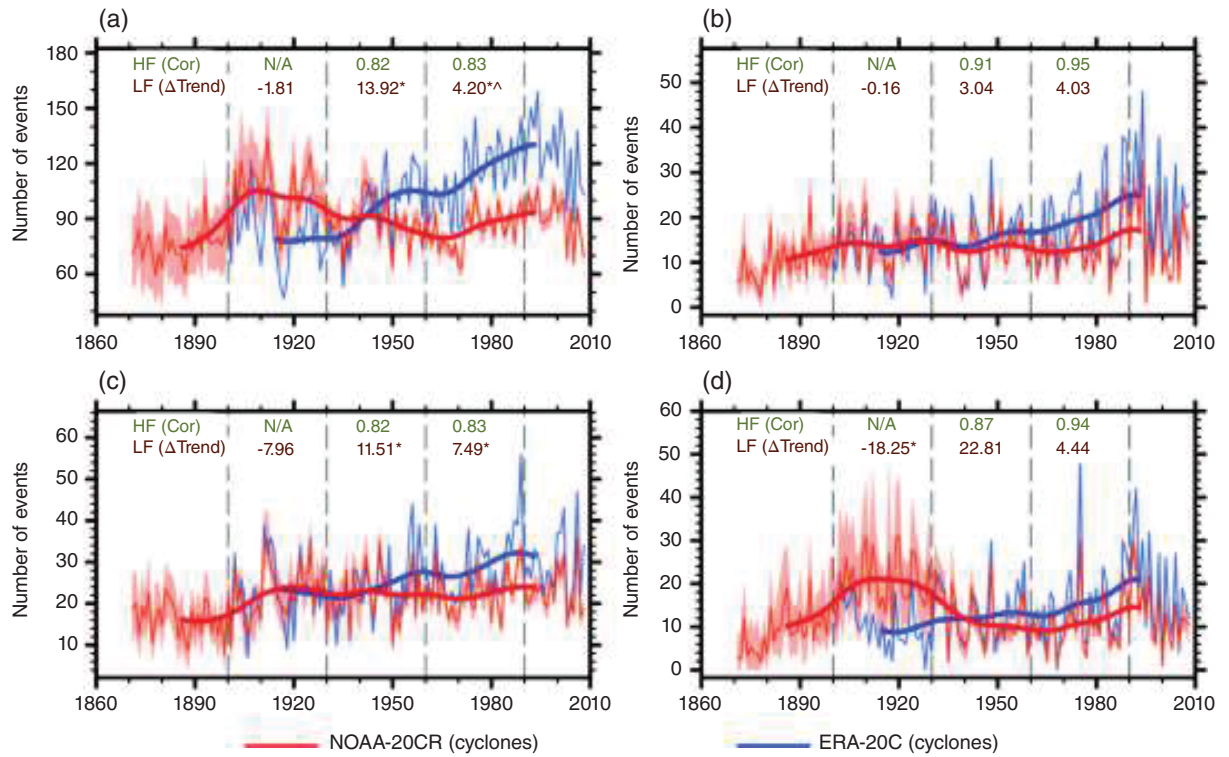 (a)
HF (Cor) N/A 0.82 0.83
LF (ΔTrend) -1.81 13.92* 4.20*^
Number of events
180
150
120
90
60
1860 1890 1920 1950 1980 2010
(b)
HF (Cor) N/A 0.91 0.95
LF (ΔTrend) -0.16 3.04 4.03
Number of events
50
40
30
20
10
0
1860 1890 1920 1950 1980 2010
(c)
HF (Cor) N/A 0.82 0.83
LF (ΔTrend) -7.96 11.51* 7.49*
Number of events
60
50
40
30
20
10
1860 1890 1920 1950 1980 2010
(d)
HF (Cor) N/A 0.87 0.94
LF (ΔTrend) -18.25* 22.81 4.44
Number of events
60
50
40
30
20
10
0
1860 1890 1920 1950 1980 2010
NOAA-20CR (cyclones) ERA-20C (cyclones)